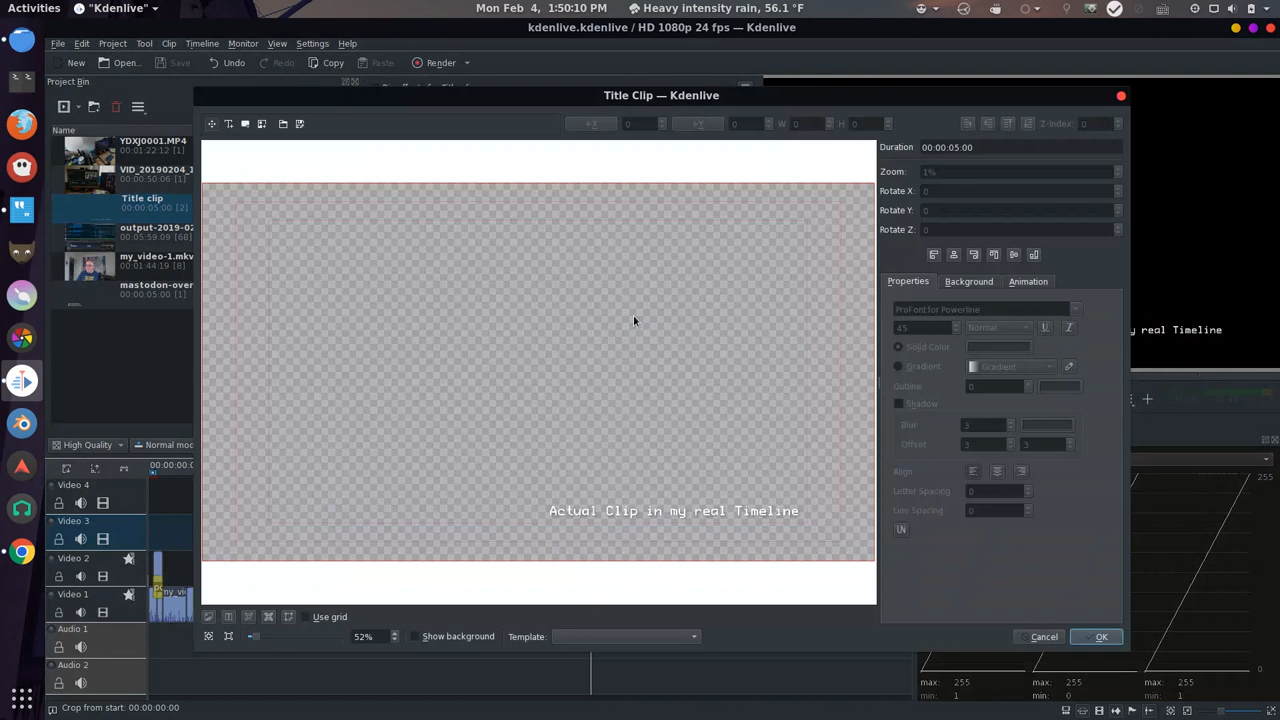 Activities
"Kdenlive"
Mon Feb 4, 1:50:10 PM
Heavy intensity rain, 56.1 °F
kdenlive.kdenlive / HD 1080p 24 fps — Kdenlive
File Edit Project Tool Clip Timeline Monitor View Settings Help
New Open... Save Undo Redo Copy Paste Render
Project Bin
Title Clip — Kdenlive
+X 0 +Y 0 W 0 H 0 Z-Index: 0
Name
YDXJ0001.MP4
00:01:22:12 [1]
VID_20190204_1
00:00:50:06 [1]
Title clip
00:00:05:00 [2]
output-2019-02
00:05:59:09 [68]
my_video-1.mkv
00:01:44:19 [8]
mastodon-over
00:00:05:00 [1]
Duration 00:00:05:00
Zoom: 1%
Rotate X: 0
Rotate Y: 0
Rotate Z: 0
Properties Background Animation
ProFont for Powerline
45 Normal U I
Solid Color
Gradient Gradient
Outline 0
Shadow
Blur 3
Offset 3 3
Align
Letter Spacing 0
Line Spacing 0
Actual Clip in my real Timeline
y real Timeline
Use grid
52% Show background Template:
Cancel OK
High Quality Normal mod
00:00:00:0
Video 4
Video 3
Video 2
Video 1
my_vi
Audio 1
Audio 2
255
0
max: 255 max: 255 max: 255
min: 1 min: 0 min: 1
Crop from start: 00:00:00:00